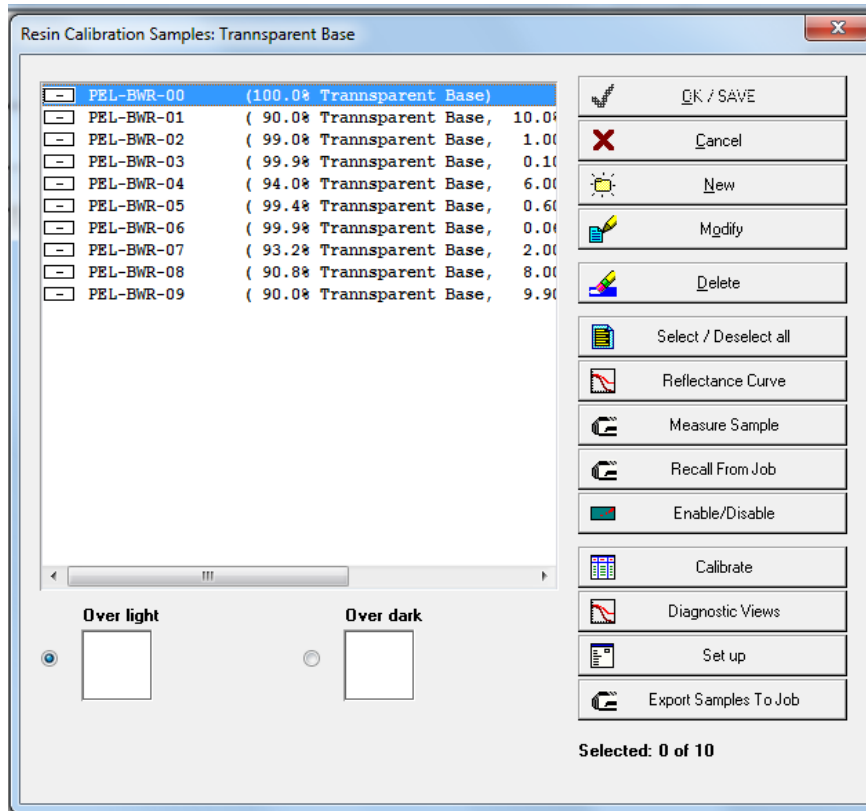 Resin Calibration Samples: Trannsparent Base
PEL-BWR-00 (100.0% Trannsparent Base)
PEL-BWR-01 ( 90.0% Trannsparent Base, 10.0%
PEL-BWR-02 ( 99.0% Trannsparent Base, 1.00
PEL-BWR-03 ( 99.9% Trannsparent Base, 0.10
PEL-BWR-04 ( 94.0% Trannsparent Base, 6.00
PEL-BWR-05 ( 99.4% Trannsparent Base, 0.60
PEL-BWR-06 ( 99.9% Trannsparent Base, 0.06
PEL-BWR-07 ( 93.2% Trannsparent Base, 2.00
PEL-BWR-08 ( 90.8% Trannsparent Base, 8.00
PEL-BWR-09 ( 90.0% Trannsparent Base, 9.90
Over light
Over dark
OK / SAVE
Cancel
New
Modify
Delete
Select / Deselect all
Reflectance Curve
Measure Sample
Recall From Job
Enable/Disable
Calibrate
Diagnostic Views
Set up
Export Samples To Job
Selected: 0 of 10